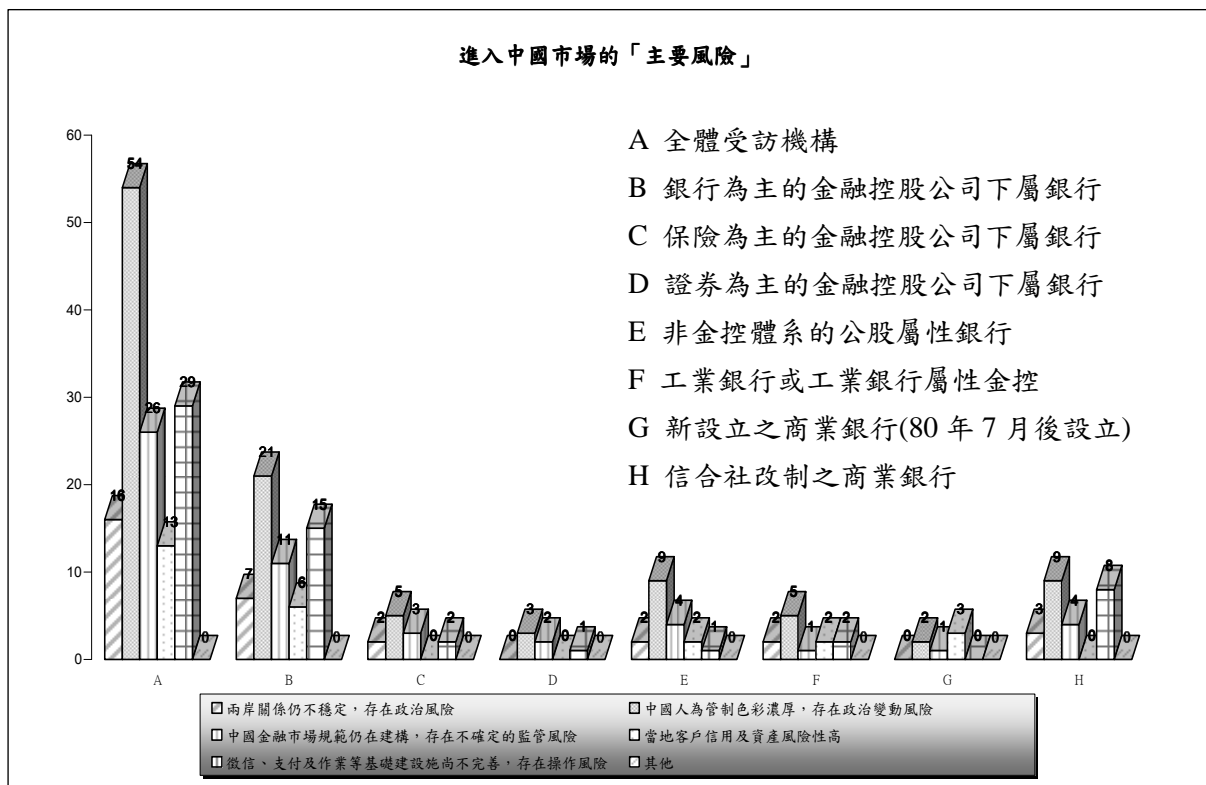 進入中國市場的「主要風險」
60
50
40
30
20
10
0
A 全體受訪機構
B 銀行為主的金融控股公司下屬銀行
C 保險為主的金融控股公司下屬銀行
D 證券為主的金融控股公司下屬銀行
E 非金控體系的公股屬性銀行
F 工業銀行或工業銀行屬性金控
G 新設立之商業銀行(80 年 7 月後設立)
H 信合社改制之商業銀行
16 54 26 13 29 0
7 21 11 6 15 0
2 5 3 0 2 0
0 3 2 0 1 0
2 9 4 2 1 0
2 5 1 2 2 0
0 2 1 3 0 0
3 9 4 0 8 0
A B C D E F G H
兩岸關係仍不穩定，存在政治風險
中國人為管制色彩濃厚，存在政治變動風險
中國金融市場規範仍在建構，存在不確定的監管風險
當地客戶信用及資產風險性高
徵信、支付及作業等基礎建設施尚不完善，存在操作風險
其他